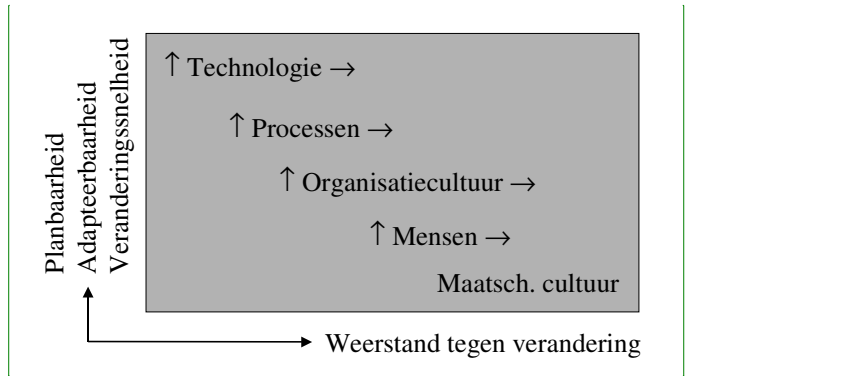 Planbaarheid
Adapteerbaarheid
Veranderingssnelheid
↑ Technologie →
↑ Processen →
↑ Organisatiecultuur →
↑ Mensen →
Maatsch. cultuur
Weerstand tegen verandering